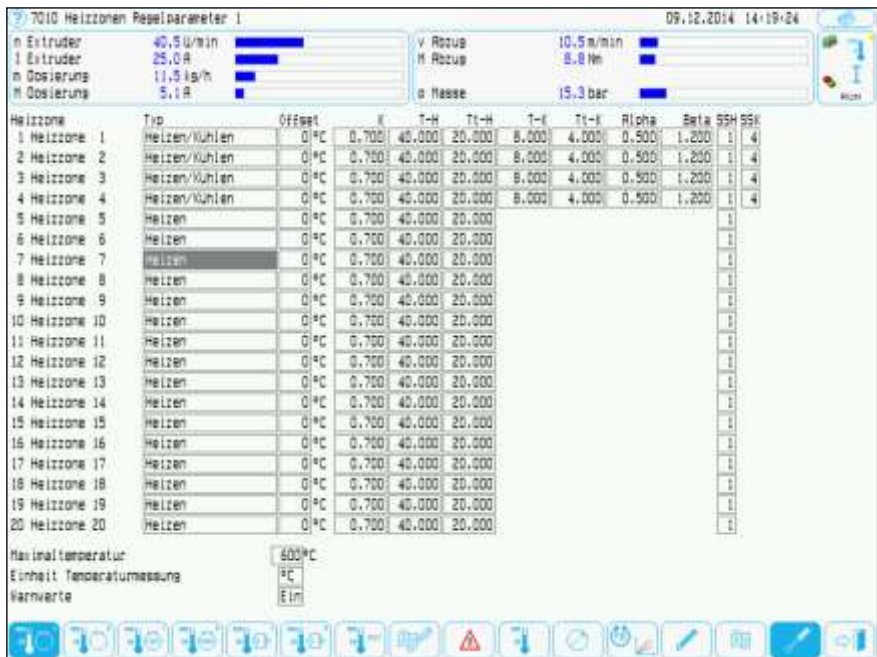 7010 Heizzonen Regelparameter 1 09.12.2014 14:19:24
n Extruder 40.5 U/min v Abzug 10.5 m/min
I Extruder 25.0 A M Abzug 8.8 Nm
m Dosierung 11.5 kg/h
M Dosierung 5.1 A p Masse 15.3 bar
Heizzone Typ Offset K T-H Tt-H T-K Tt-K Alpha Beta SSH SSK
1 Heizzone 1 Heizen/Kühlen 0 °C 0.700 40.000 20.000 8.000 4.000 0.500 1.200 1 4
2 Heizzone 2 Heizen/Kühlen 0 °C 0.700 40.000 20.000 8.000 4.000 0.500 1.200 1 4
3 Heizzone 3 Heizen/Kühlen 0 °C 0.700 40.000 20.000 8.000 4.000 0.500 1.200 1 4
4 Heizzone 4 Heizen/Kühlen 0 °C 0.700 40.000 20.000 8.000 4.000 0.500 1.200 1 4
5 Heizzone 5 Heizen 0 °C 0.700 40.000 20.000 1
6 Heizzone 6 Heizen 0 °C 0.700 40.000 20.000 1
7 Heizzone 7 Heizen 0 °C 0.700 40.000 20.000 1
8 Heizzone 8 Heizen 0 °C 0.700 40.000 20.000 1
9 Heizzone 9 Heizen 0 °C 0.700 40.000 20.000 1
10 Heizzone 10 Heizen 0 °C 0.700 40.000 20.000 1
11 Heizzone 11 Heizen 0 °C 0.700 40.000 20.000 1
12 Heizzone 12 Heizen 0 °C 0.700 40.000 20.000 1
13 Heizzone 13 Heizen 0 °C 0.700 40.000 20.000 1
14 Heizzone 14 Heizen 0 °C 0.700 40.000 20.000 1
15 Heizzone 15 Heizen 0 °C 0.700 40.000 20.000 1
16 Heizzone 16 Heizen 0 °C 0.700 40.000 20.000 1
17 Heizzone 17 Heizen 0 °C 0.700 40.000 20.000 1
18 Heizzone 18 Heizen 0 °C 0.700 40.000 20.000 1
19 Heizzone 19 Heizen 0 °C 0.700 40.000 20.000 1
20 Heizzone 20 Heizen 0 °C 0.700 40.000 20.000 1
Maximaltemperatur 600 °C
Einheit Temperaturmessung °C
Warnwerte Ein